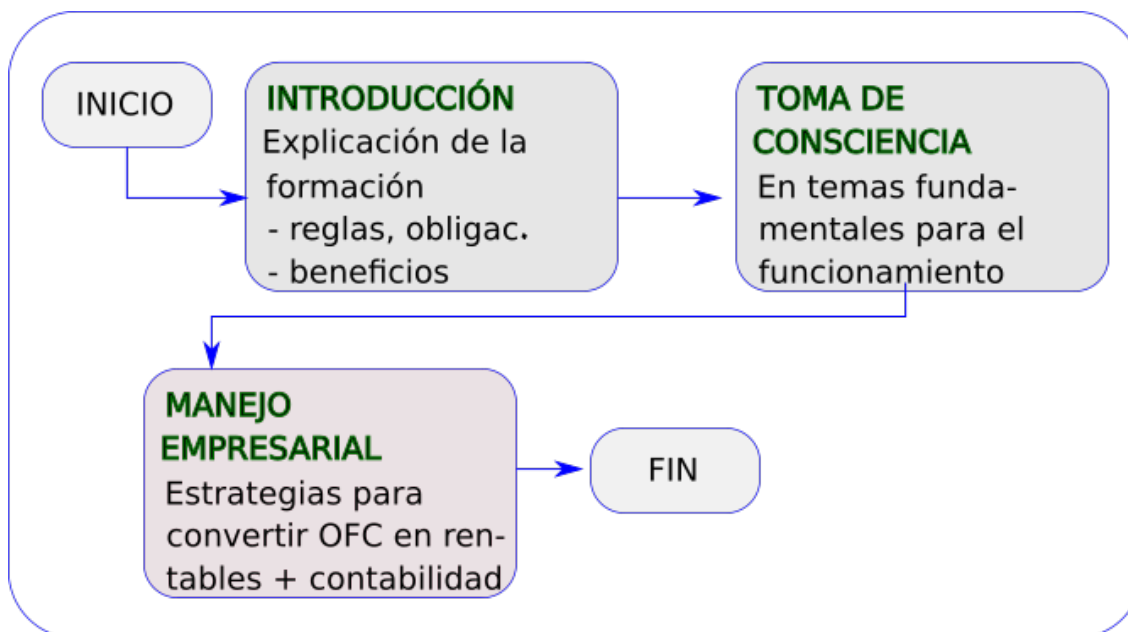 INICIO
INTRODUCCIÓN
Explicación de la
formación
- reglas, obligac.
- beneficios
TOMA DE
CONSCIENCIA
En temas funda-
mentales para el
funcionamiento
MANEJO
EMPRESARIAL
Estrategias para
convertir OFC en ren-
tables + contabilidad
FIN